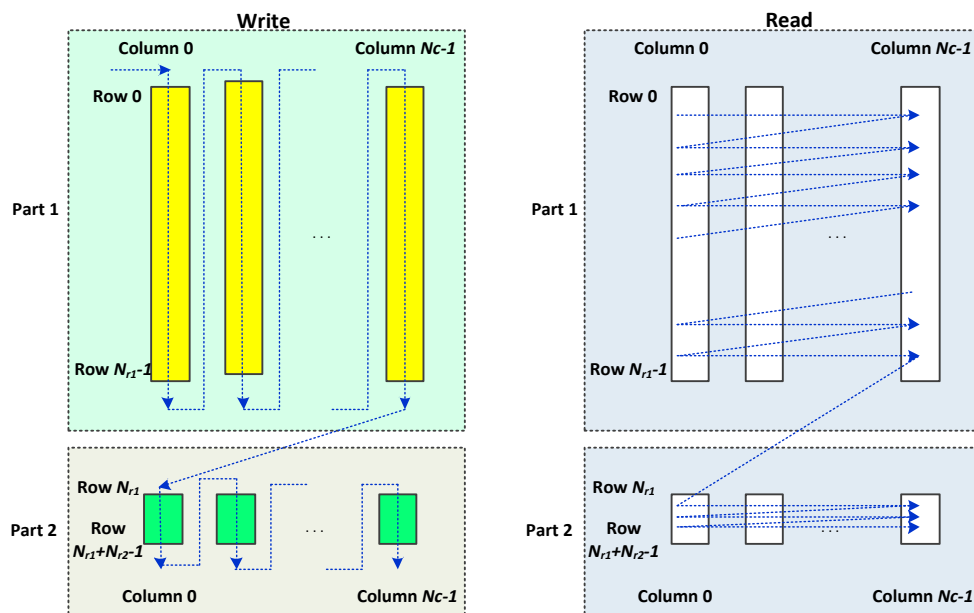 Write
Column 0
Column Nc-1
Row 0
Part 1
. . .
Row Nr1-1
Row Nr1
Part 2
Row
Nr1+Nr2-1
. . .
Column 0
Column Nc-1
Read
Column 0
Column Nc-1
Row 0
Part 1
. . .
Row Nr1-1
Row Nr1
Part 2
Row
Nr1+Nr2-1
. . .
Column 0
Column Nc-1